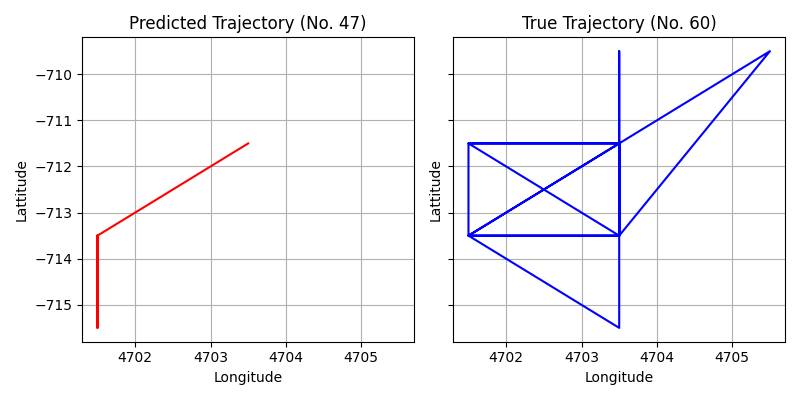 Predicted Trajectory (No. 47)
True Trajectory (No. 60)
Lattitude
−710
−711
−712
−713
−714
−715
4702
4703
4704
4705
Longitude
Lattitude
4702
4703
4704
4705
Longitude